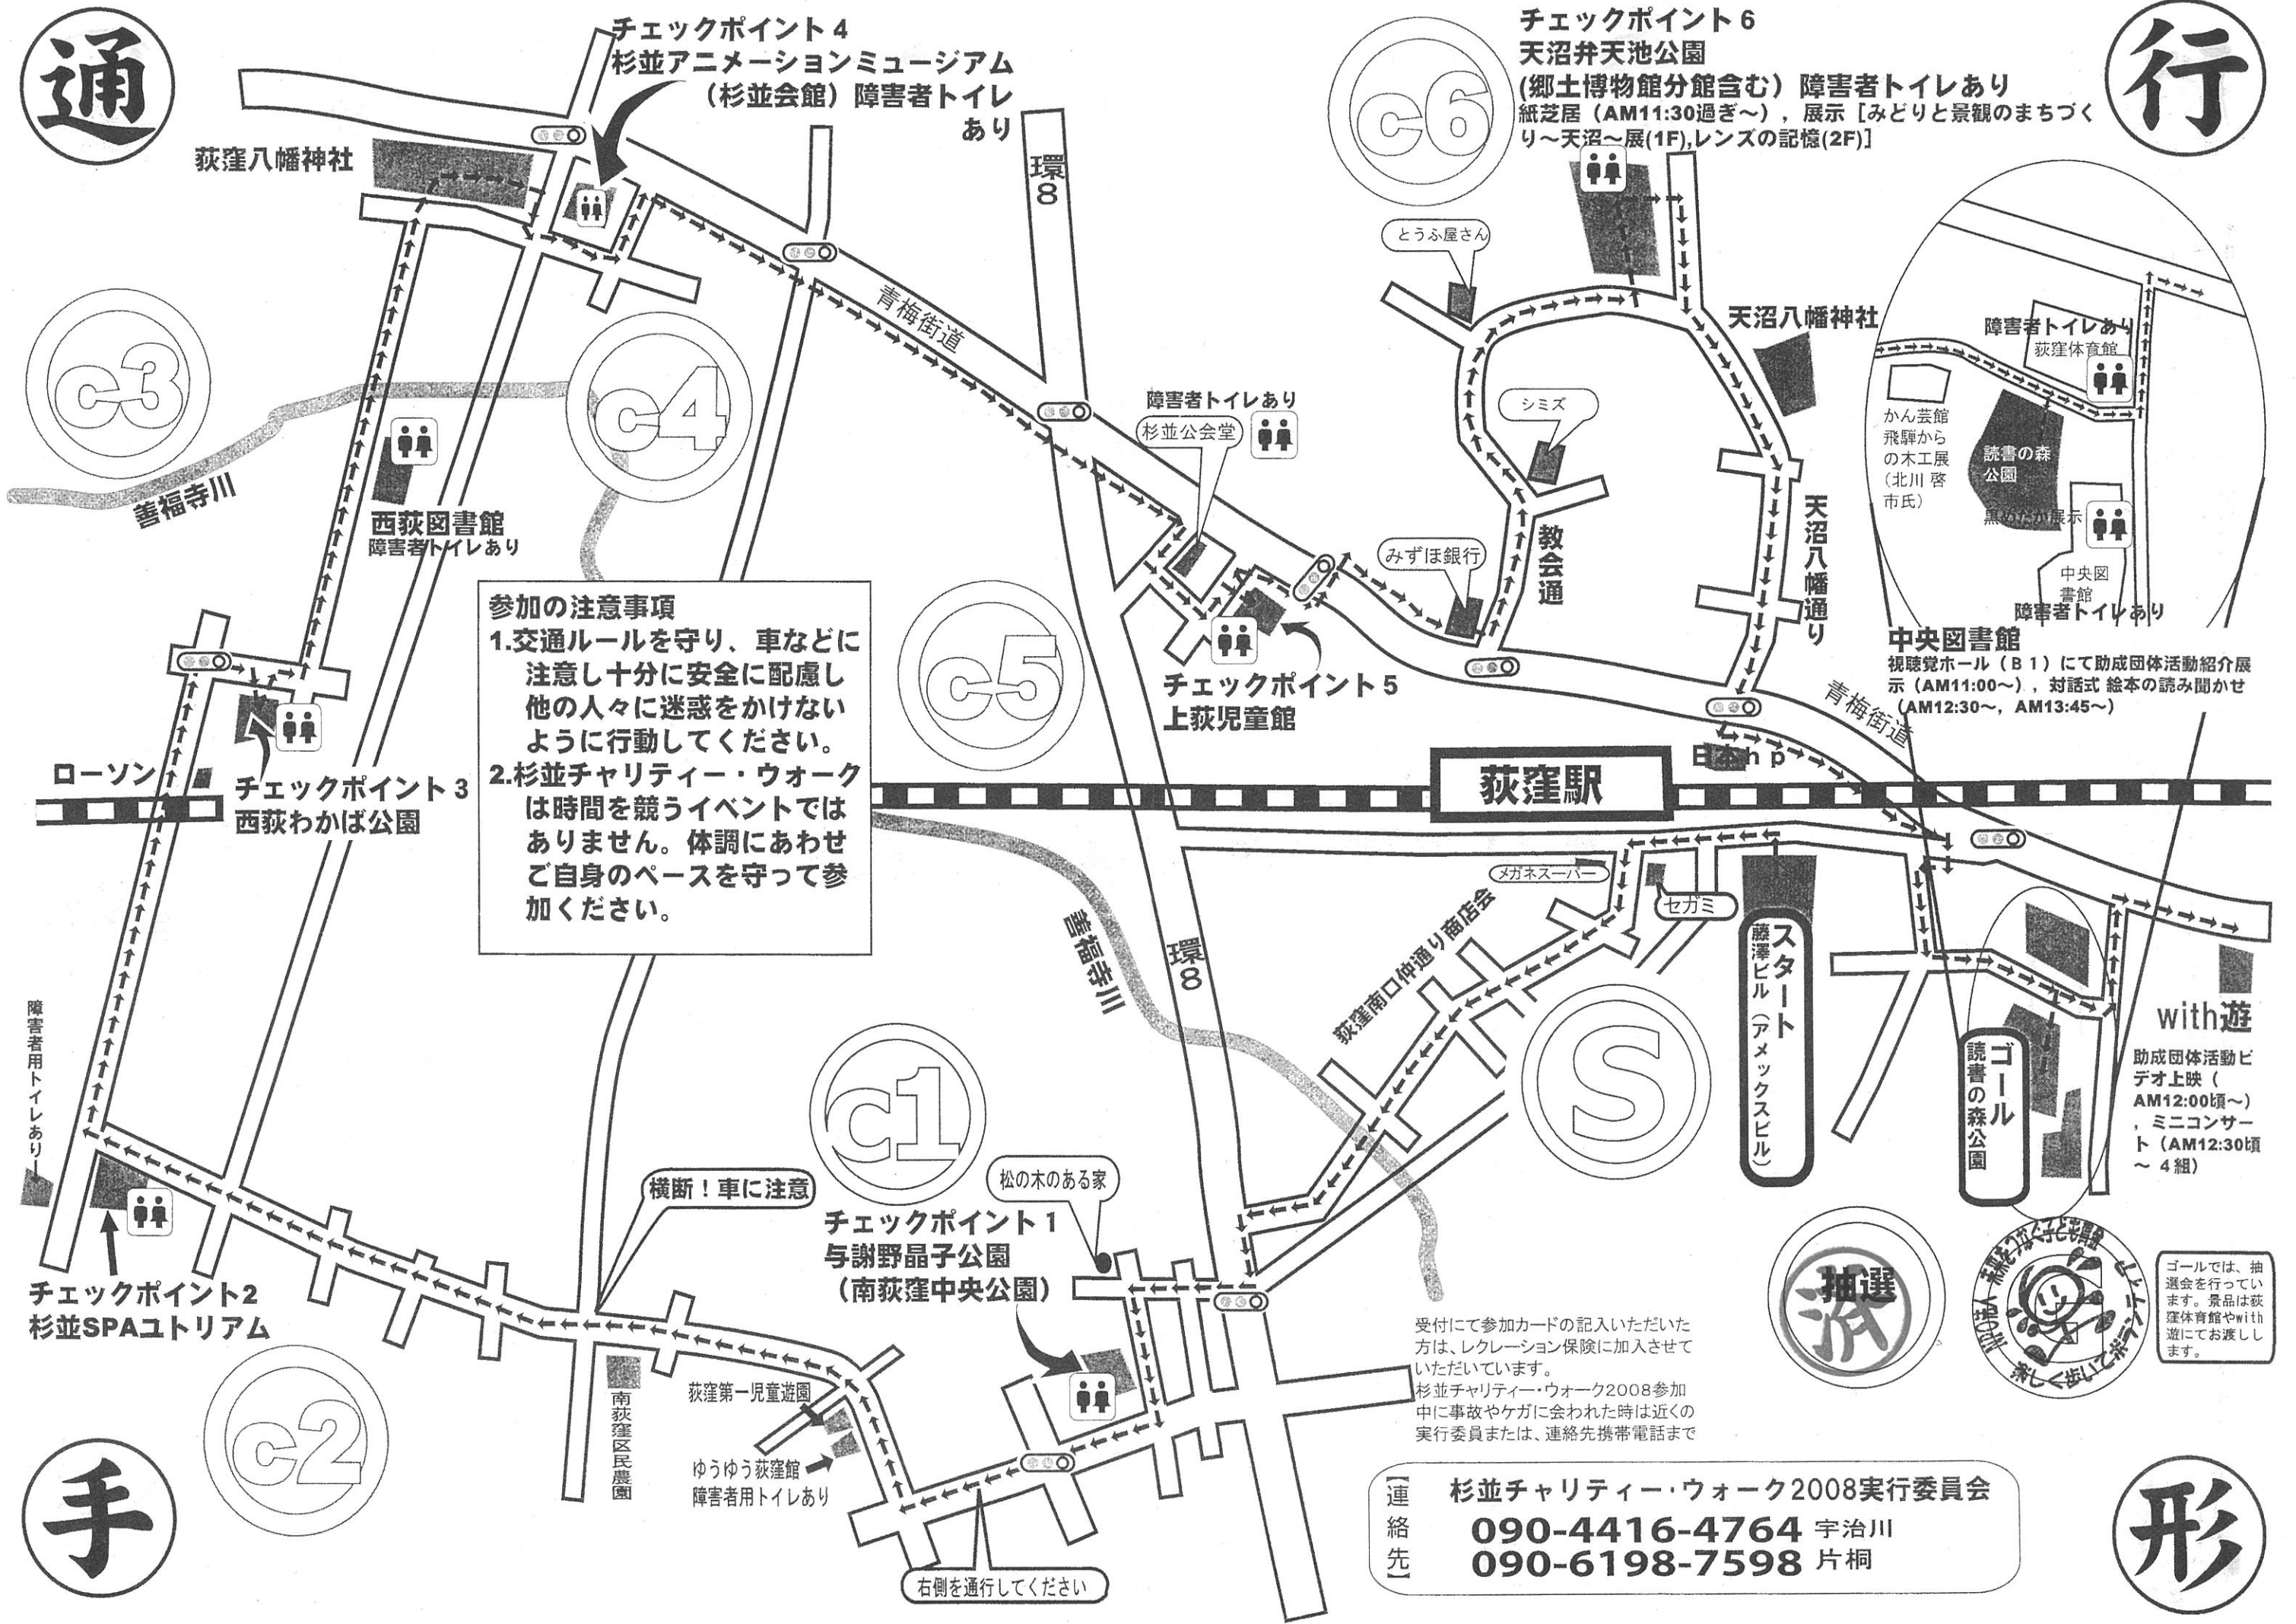 通
行
手
形
チェックポイント4
杉並アニメーションミュージアム
（杉並会館）障害者トイレ
あり
荻窪八幡神社
環8
青梅街道
c6
チェックポイント6
天沼弁天池公園
(郷土博物館分館含む）障害者トイレあり
紙芝居（AM11:30過ぎ〜），展示［みどりと景観のまちづく
り〜天沼〜展(1F),レンズの記憶(2F)］
とうふ屋さん
天沼八幡神社
シミズ
教会通
天沼八幡通り
みずほ銀行
障害者トイレあり
荻窪体育館
かん芸館
飛騨から
の木工展
（北川 啓
市氏）
読書の森
公園
黒めだか展示
中央図
書館
障害者トイレあり
中央図書館
視聴覚ホール（B1）にて助成団体活動紹介展
示（AM11:00〜），対話式 絵本の読み聞かせ
（AM12:30〜，AM13:45〜）
c3
c4
善福寺川
西荻図書館
障害者トイレあり
障害者トイレあり
杉並公会堂
c5
チェックポイント5
上荻児童館
参加の注意事項
1.交通ルールを守り、車などに
注意し十分に安全に配慮し
他の人々に迷惑をかけない
ように行動してください。
2.杉並チャリティー・ウォーク
は時間を競うイベントでは
ありません。体調にあわせ
ご自身のペースを守って参
加ください。
ローソン
チェックポイント3
西荻わかば公園
荻窪駅
日本hp
青梅街道
メガネスーパー
セガミ
荻窪南口仲通り商店会
善福寺川
環8
スタート
藤澤ビル（アメックスビル）
S
ゴール
読書の森公園
with遊
助成団体活動ビ
デオ上映（
AM12:00頃〜）
，ミニコンサー
ト（AM12:30頃
〜 4組）
障害者用トイレあり
チェックポイント2
杉並SPAユトリアム
c2
横断！車に注意
c1
松の木のある家
チェックポイント1
与謝野晶子公園
（南荻窪中央公園）
荻窪第一児童遊園
ゆうゆう荻窪館
障害者用トイレあり
南荻窪区民農園
右側を通行してください
抽選
済
NPO法人 未来をつなぐ子ども資金
ゴールでは、抽
選会を行ってい
ます。景品は荻
窪体育館やwith
遊にてお渡しし
ます。
受付にて参加カードの記入いただいた
方は、レクレーション保険に加入させて
いただいています。
杉並チャリティー・ウォーク2008参加
中に事故やケガに会われた時は近くの
実行委員または、連絡先携帯電話まで
【連絡先】
杉並チャリティー・ウォーク2008実行委員会
090-4416-4764 宇治川
090-6198-7598 片桐